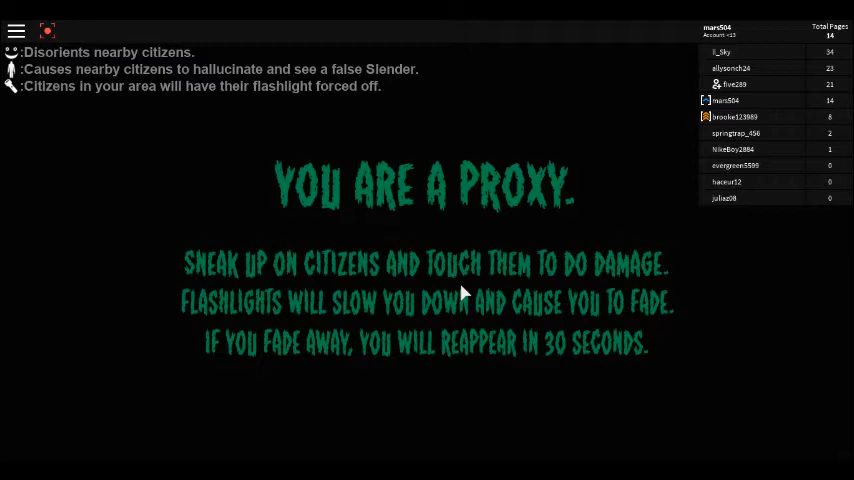 mars504
Account <13
Total Pages
14
:Disorients nearby citizens.
:Causes nearby citizens to hallucinate and see a false Slender.
:Citizens in your area will have their flashlight forced off.
il_Sky 34
allysonch24 23
five289 21
mars504 14
brooke123989 8
springtrap_456 2
NikeBoy2884 1
evergreen5599 0
haceur12 0
juliaz08 0
YOU ARE A PROXY.
SNEAK UP ON CITIZENS AND TOUCH THEM TO DO DAMAGE.
FLASHLIGHTS WILL SLOW YOU DOWN AND CAUSE YOU TO FADE.
IF YOU FADE AWAY, YOU WILL REAPPEAR IN 30 SECONDS.